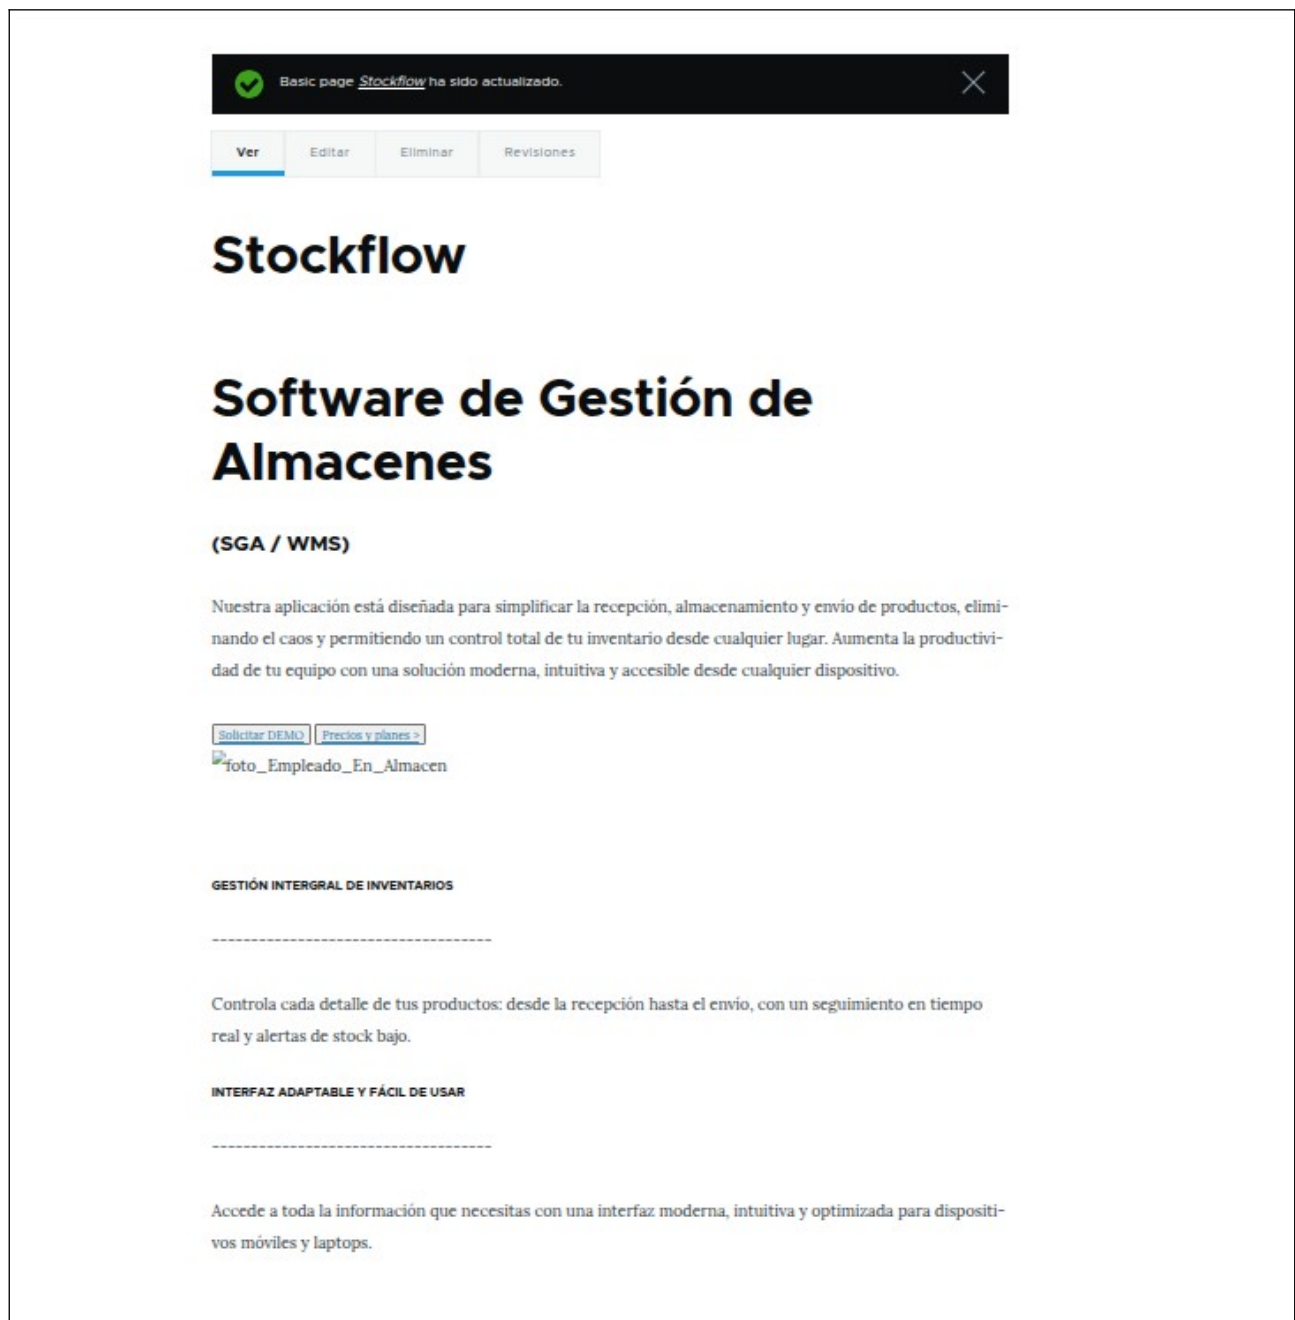 Basic page Stockflow ha sido actualizado.
Ver Editar Eliminar Revisiones
Stockflow
Software de Gestión de
Almacenes
(SGA / WMS)
Nuestra aplicación está diseñada para simplificar la recepción, almacenamiento y envío de productos, elimi-
nando el caos y permitiendo un control total de tu inventario desde cualquier lugar. Aumenta la productivi-
dad de tu equipo con una solución moderna, intuitiva y accesible desde cualquier dispositivo.
Solicitar DEMO Precios y planes >
foto_Empleado_En_Almacen
GESTIÓN INTERGRAL DE INVENTARIOS
------------------------------------
Controla cada detalle de tus productos: desde la recepción hasta el envío, con un seguimiento en tiempo
real y alertas de stock bajo.
INTERFAZ ADAPTABLE Y FÁCIL DE USAR
------------------------------------
Accede a toda la información que necesitas con una interfaz moderna, intuitiva y optimizada para dispositi-
vos móviles y laptops.